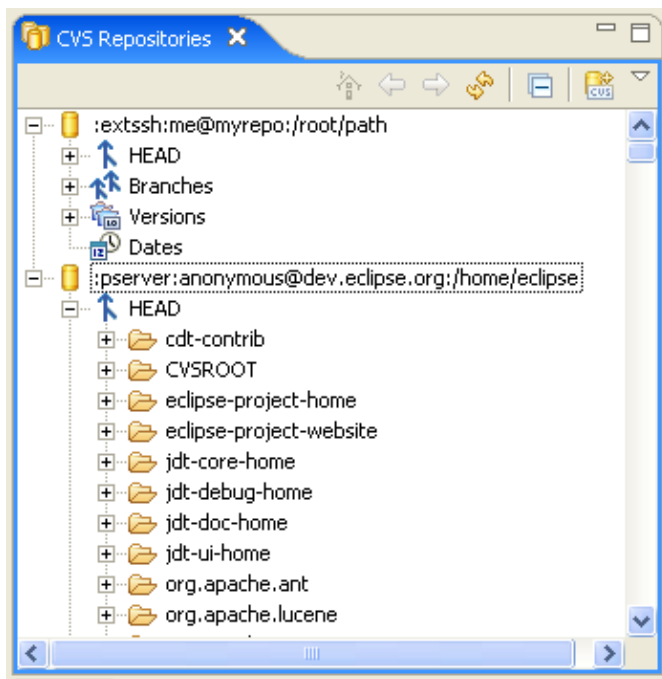 CVS Repositories
CVS
:extssh:me@myrepo:/root/path
HEAD
Branches
Versions
Dates
:pserver:anonymous@dev.eclipse.org:/home/eclipse
HEAD
cdt-contrib
CVSROOT
eclipse-project-home
eclipse-project-website
jdt-core-home
jdt-debug-home
jdt-doc-home
jdt-ui-home
org.apache.ant
org.apache.lucene